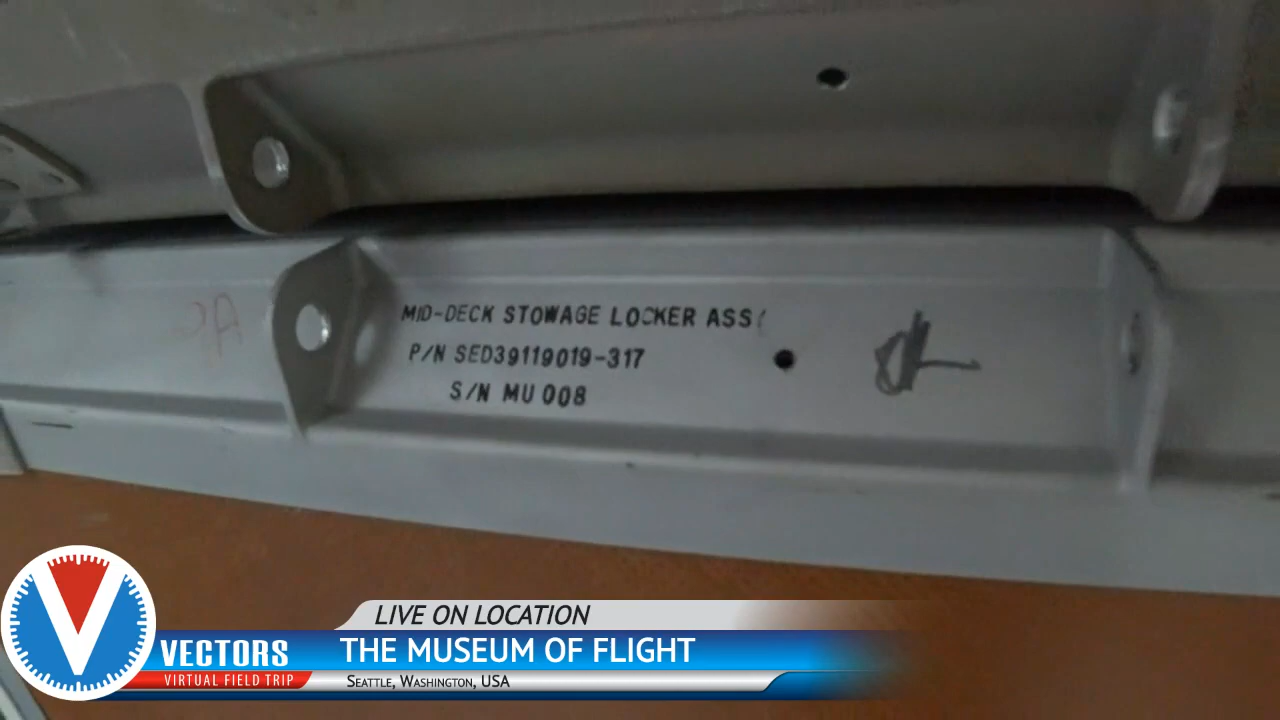 MID-DECK STOWAGE LOCKER ASS
P/N SED39119019-317
S/N MU 008
LIVE ON LOCATION
THE MUSEUM OF FLIGHT
VECTORS
VIRTUAL FIELD TRIP
SEATTLE, WASHINGTON, USA
V